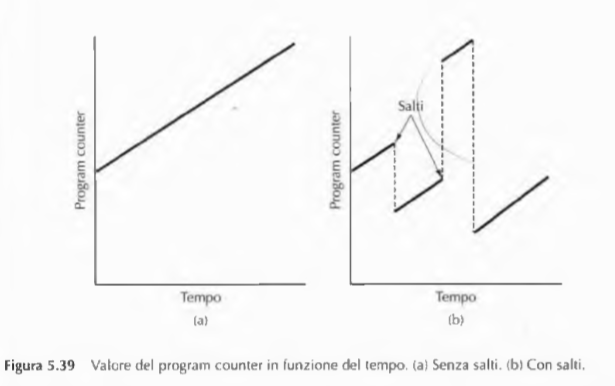 Program counter
Tempo
(a)
Program counter
Salti
Tempo
(b)
Figura 5.39 Valore del program counter in funzione del tempo. (a) Senza salti. (b) Con salti.